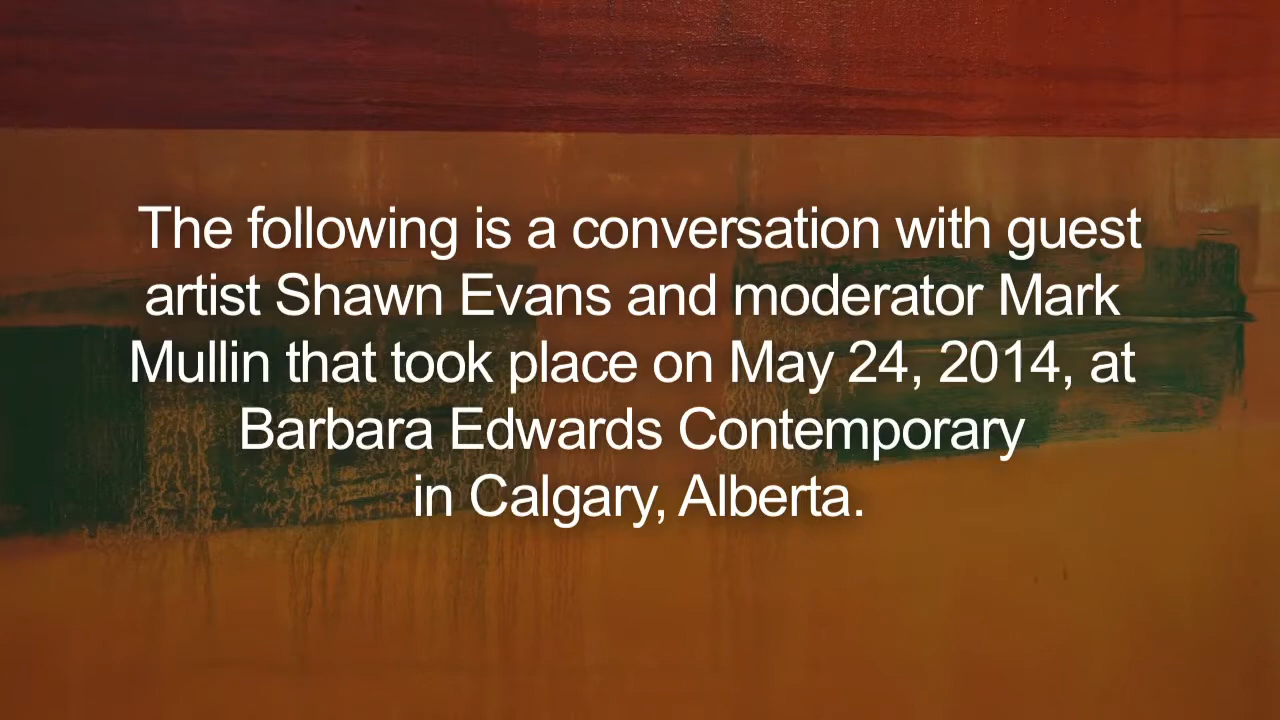 The following is a conversation with guest
artist Shawn Evans and moderator Mark
Mullin that took place on May 24, 2014, at
Barbara Edwards Contemporary
in Calgary, Alberta.